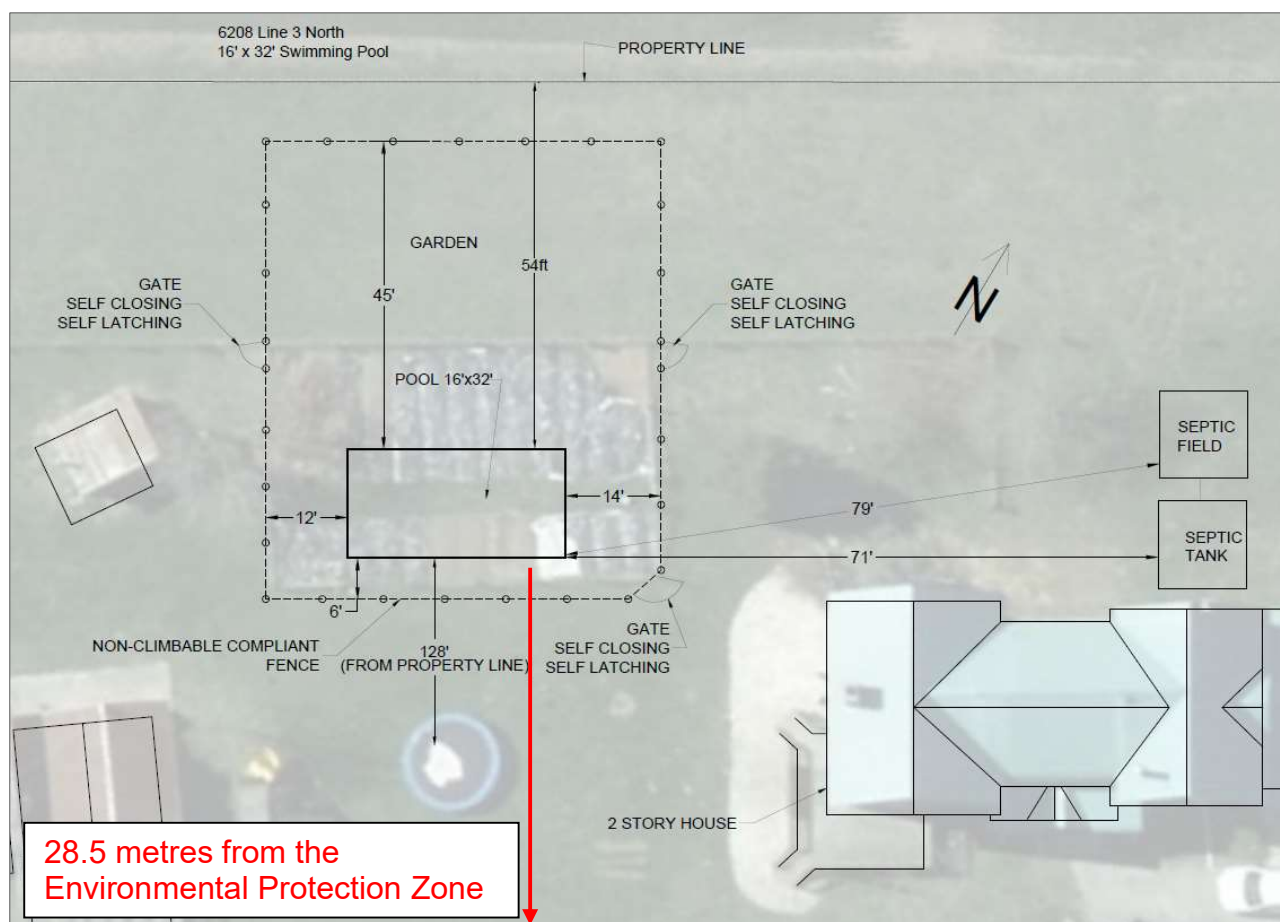 6208 Line 3 North
16' x 32' Swimming Pool
PROPERTY LINE
GARDEN
54ft
45'
GATE
SELF CLOSING
SELF LATCHING
GATE
SELF CLOSING
SELF LATCHING
N
POOL 16'x32'
SEPTIC
FIELD
12'
14'
79'
71'
SEPTIC
TANK
6'
NON-CLIMBABLE COMPLIANT
FENCE
128'
(FROM PROPERTY LINE)
GATE
SELF CLOSING
SELF LATCHING
2 STORY HOUSE
28.5 metres from the
Environmental Protection Zone